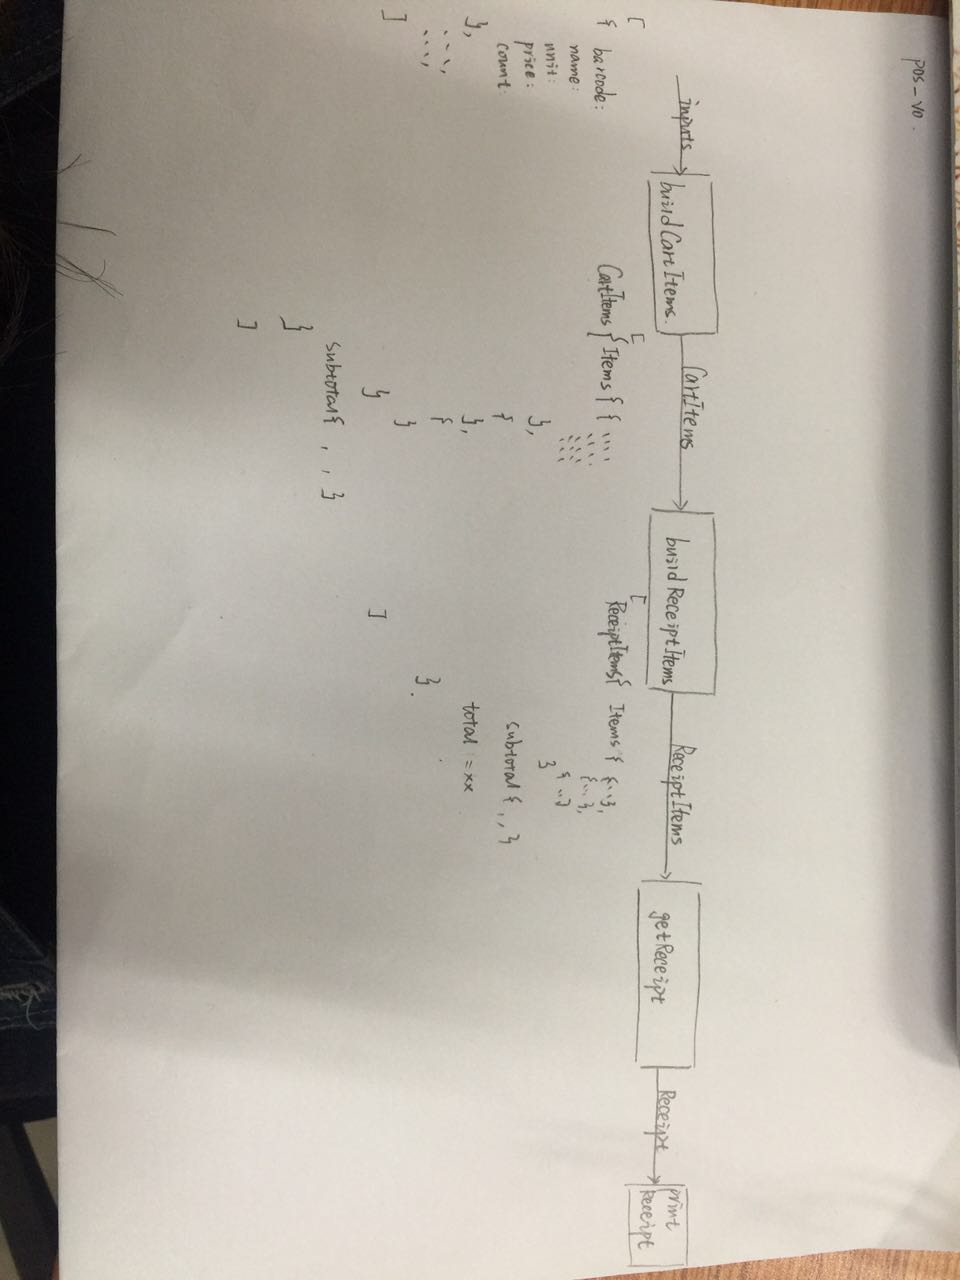 pos-v0.
inputs
buildCartItems.
CartItems
buildReceiptItems
ReceiptItems
getReceipt
Receipt
print
Receipt
[
{ barcode:
name:
unit:
price:
count:
},
....,
....,
]
[
CartItems { Items { { ....
....
....
},
{
},
{
}
}
subtotal { , , }
}
]
[
ReceiptItems { Items { {...},
{...},
{...}
}
subtotal { , , }
total : = xx
}.
]